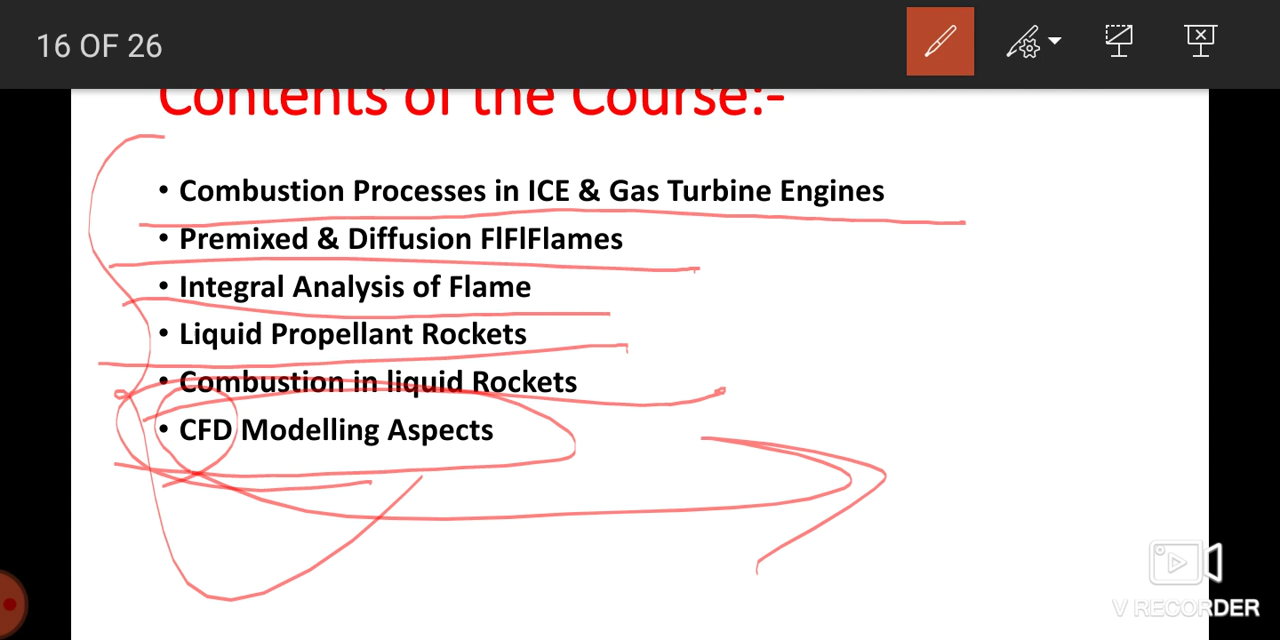 16 OF 26
Contents of the Course:-
• Combustion Processes in ICE & Gas Turbine Engines
• Premixed & Diffusion FlFlFlames
• Integral Analysis of Flame
• Liquid Propellant Rockets
• Combustion in liquid Rockets
• CFD Modelling Aspects
V RECORDER